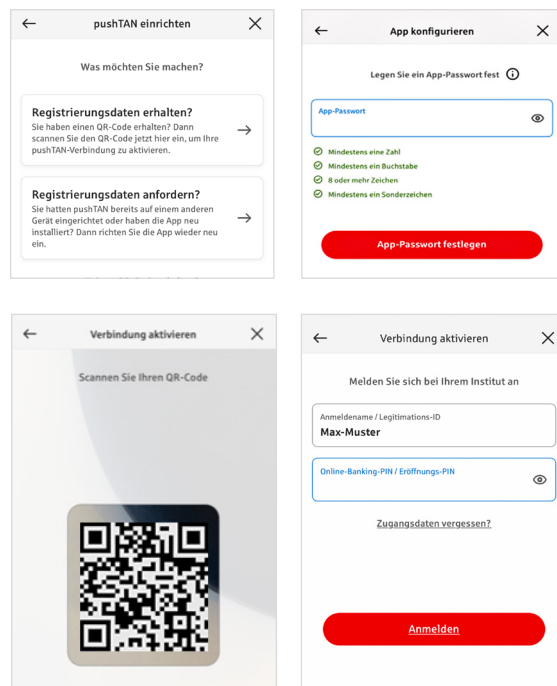 pushTAN einrichten
Was möchten Sie machen?
Registrierungsdaten erhalten?
Sie haben einen QR-Code erhalten? Dann
scannen Sie den QR-Code jetzt hier ein, um Ihre
pushTAN-Verbindung zu aktivieren.
Registrierungsdaten anfordern?
Sie hatten pushTAN bereits auf einem anderen
Gerät eingerichtet oder haben die App neu
installiert? Dann richten Sie die App wieder neu
ein.
App konfigurieren
Legen Sie ein App-Passwort fest
App-Passwort
Mindestens eine Zahl
Mindestens ein Buchstabe
8 oder mehr Zeichen
Mindestens ein Sonderzeichen
App-Passwort festlegen
Verbindung aktivieren
Scannen Sie Ihren QR-Code
Verbindung aktivieren
Melden Sie sich bei Ihrem Institut an
Anmeldename / Legitimations-ID
Max-Muster
Online-Banking-PIN / Eröffnungs-PIN
Zugangsdaten vergessen?
Anmelden